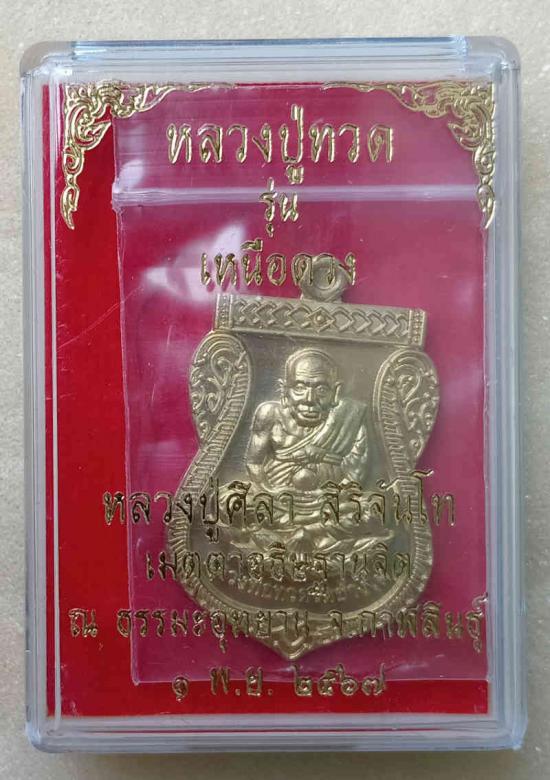 หลวงปู่ทวด
รุ่น
เหนือดวง
หลวงปู่ศิลา สิริจันโท
เมตตาอธิษฐานจิต
ณ ธรรมะอุทยาน จ.กาฬสินธุ์
๑ พ.ย. ๒๕๖๗